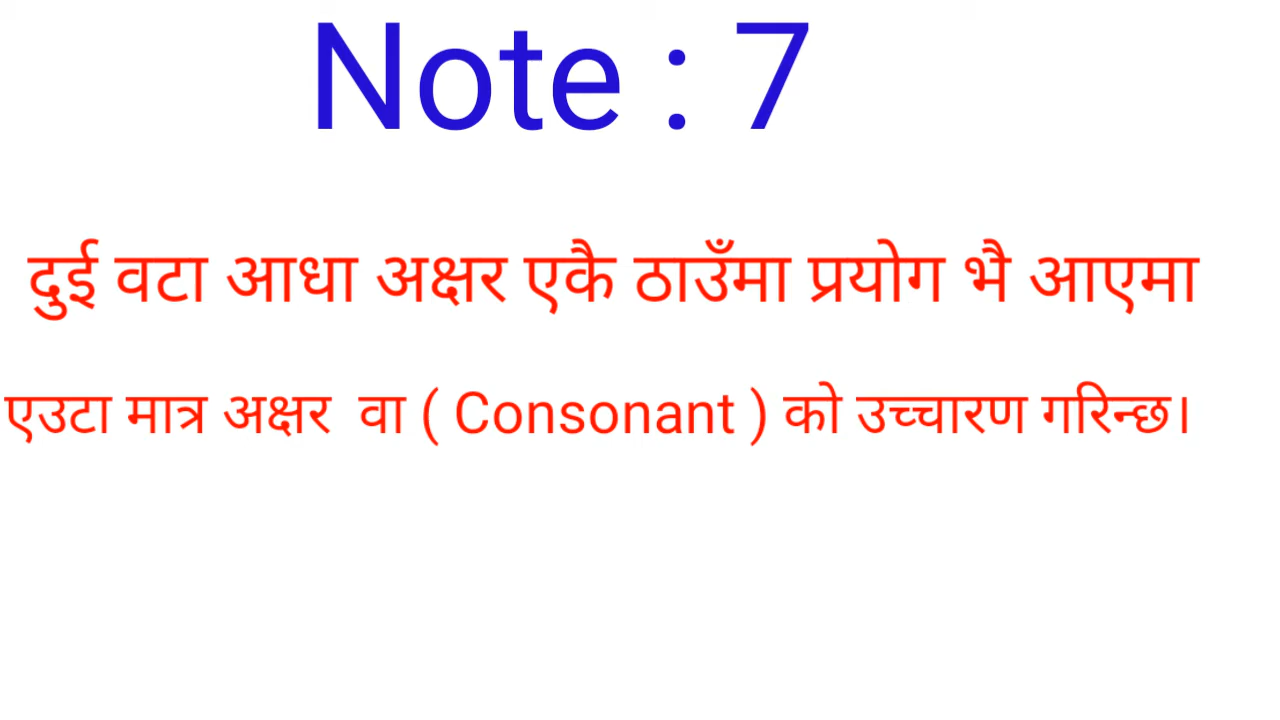 Note : 7
दुई वटा आधा अक्षर एकै ठाउँमा प्रयोग भै आएमा
एउटा मात्र अक्षर वा ( Consonant ) को उच्चारण गरिन्छ।